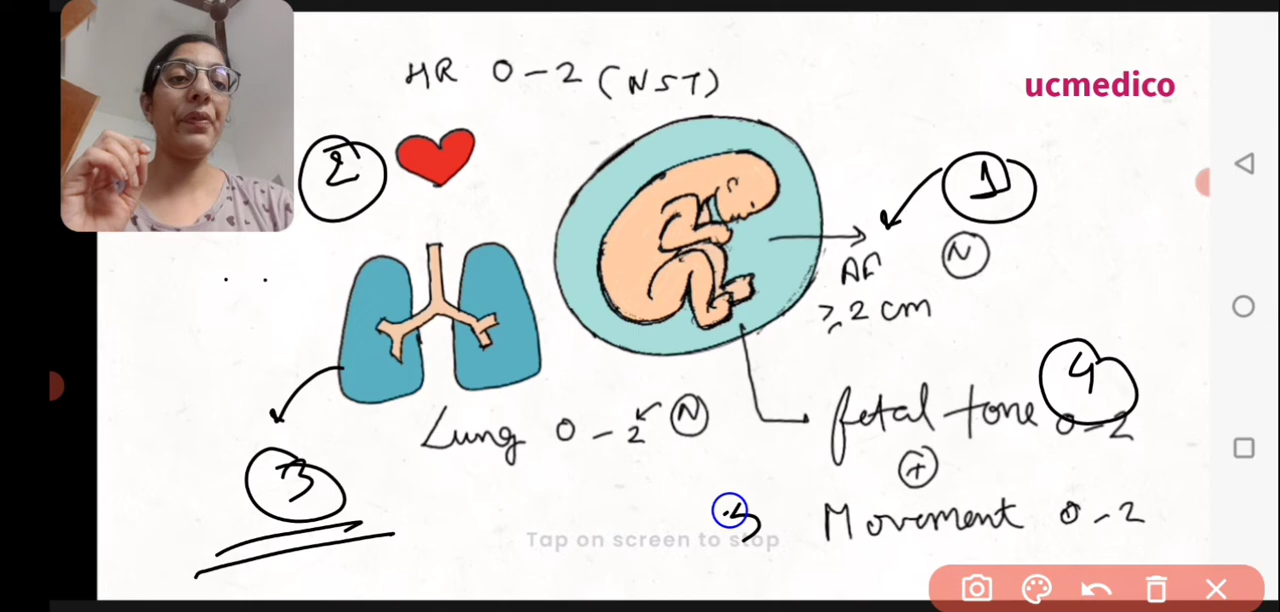 HR 0-2 (NST)
ucmedico
2
1
N
AF
≥2 cm
4
Lung 0-2 N
fetal tone 0-2
+
3
5
Movement 0-2
Tap on screen to stop